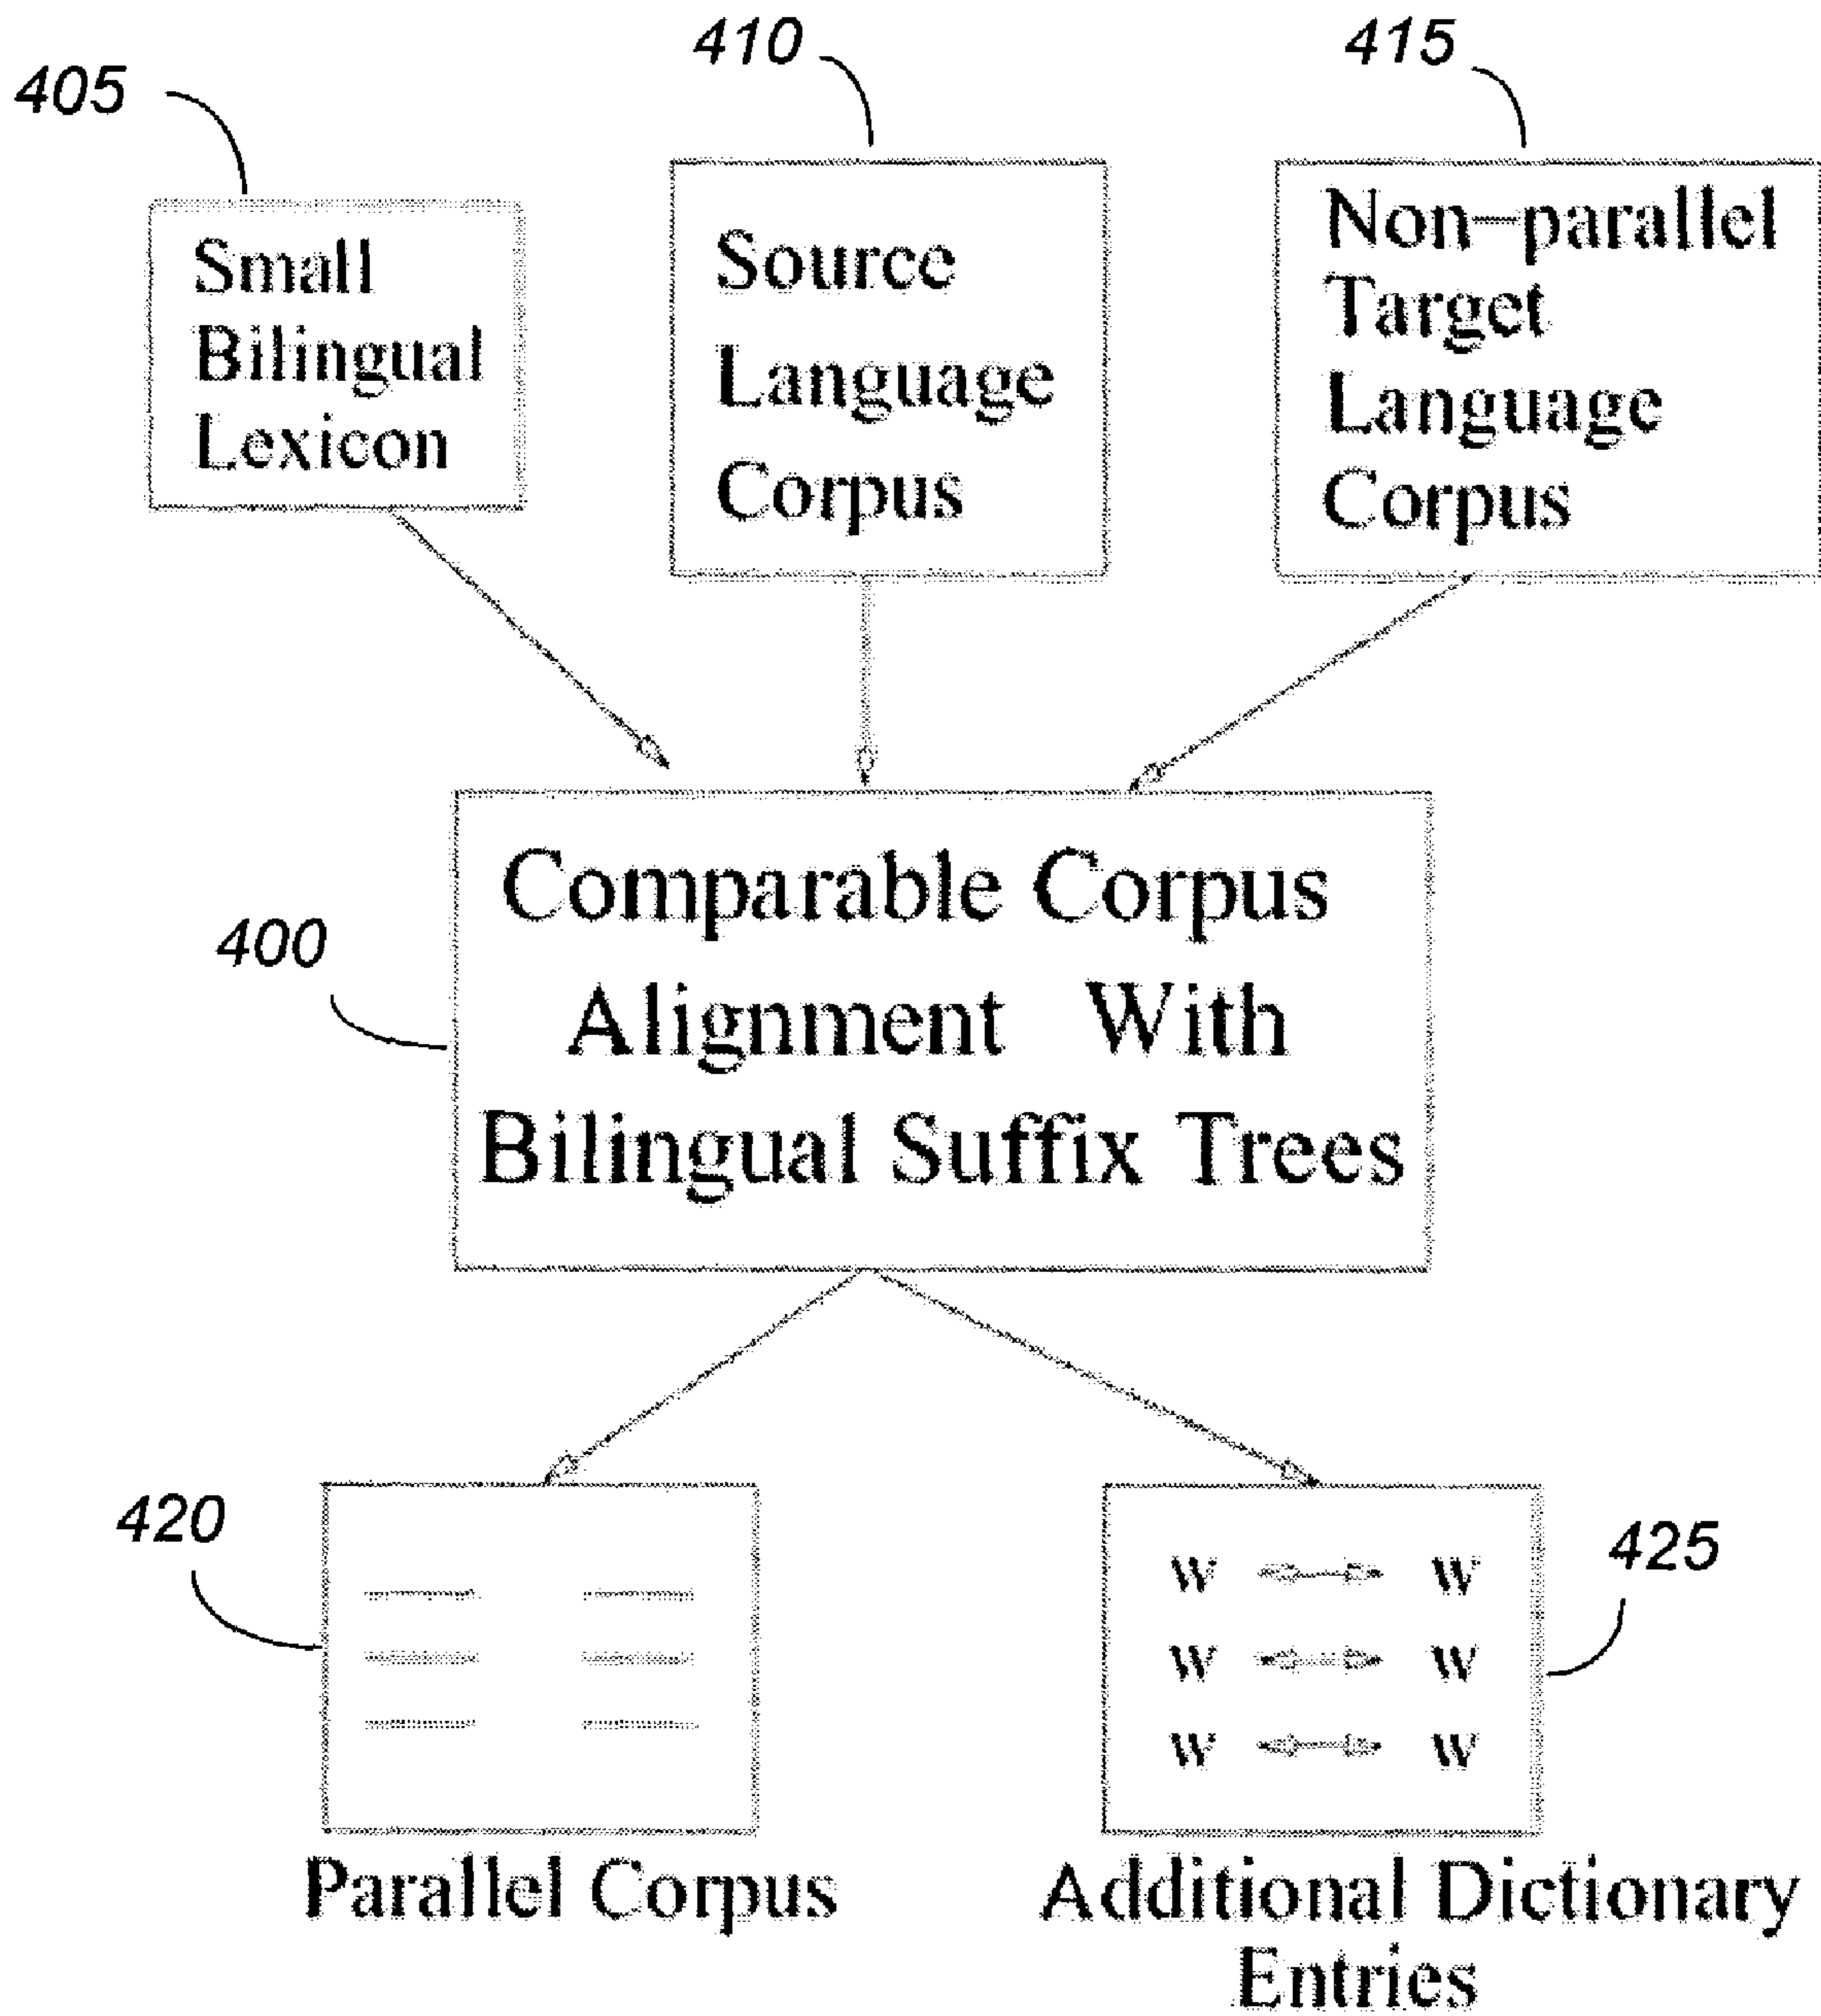 405
410
415
Small
Bilingual
Lexicon
Source
Language
Corpus
Non-parallel
Target
Language
Corpus
400
Comparable Corpus
Alignment With
Bilingual Suffix Trees
420
425
W W
W W
W W
Parallel Corpus
Additional Dictionary
Entries